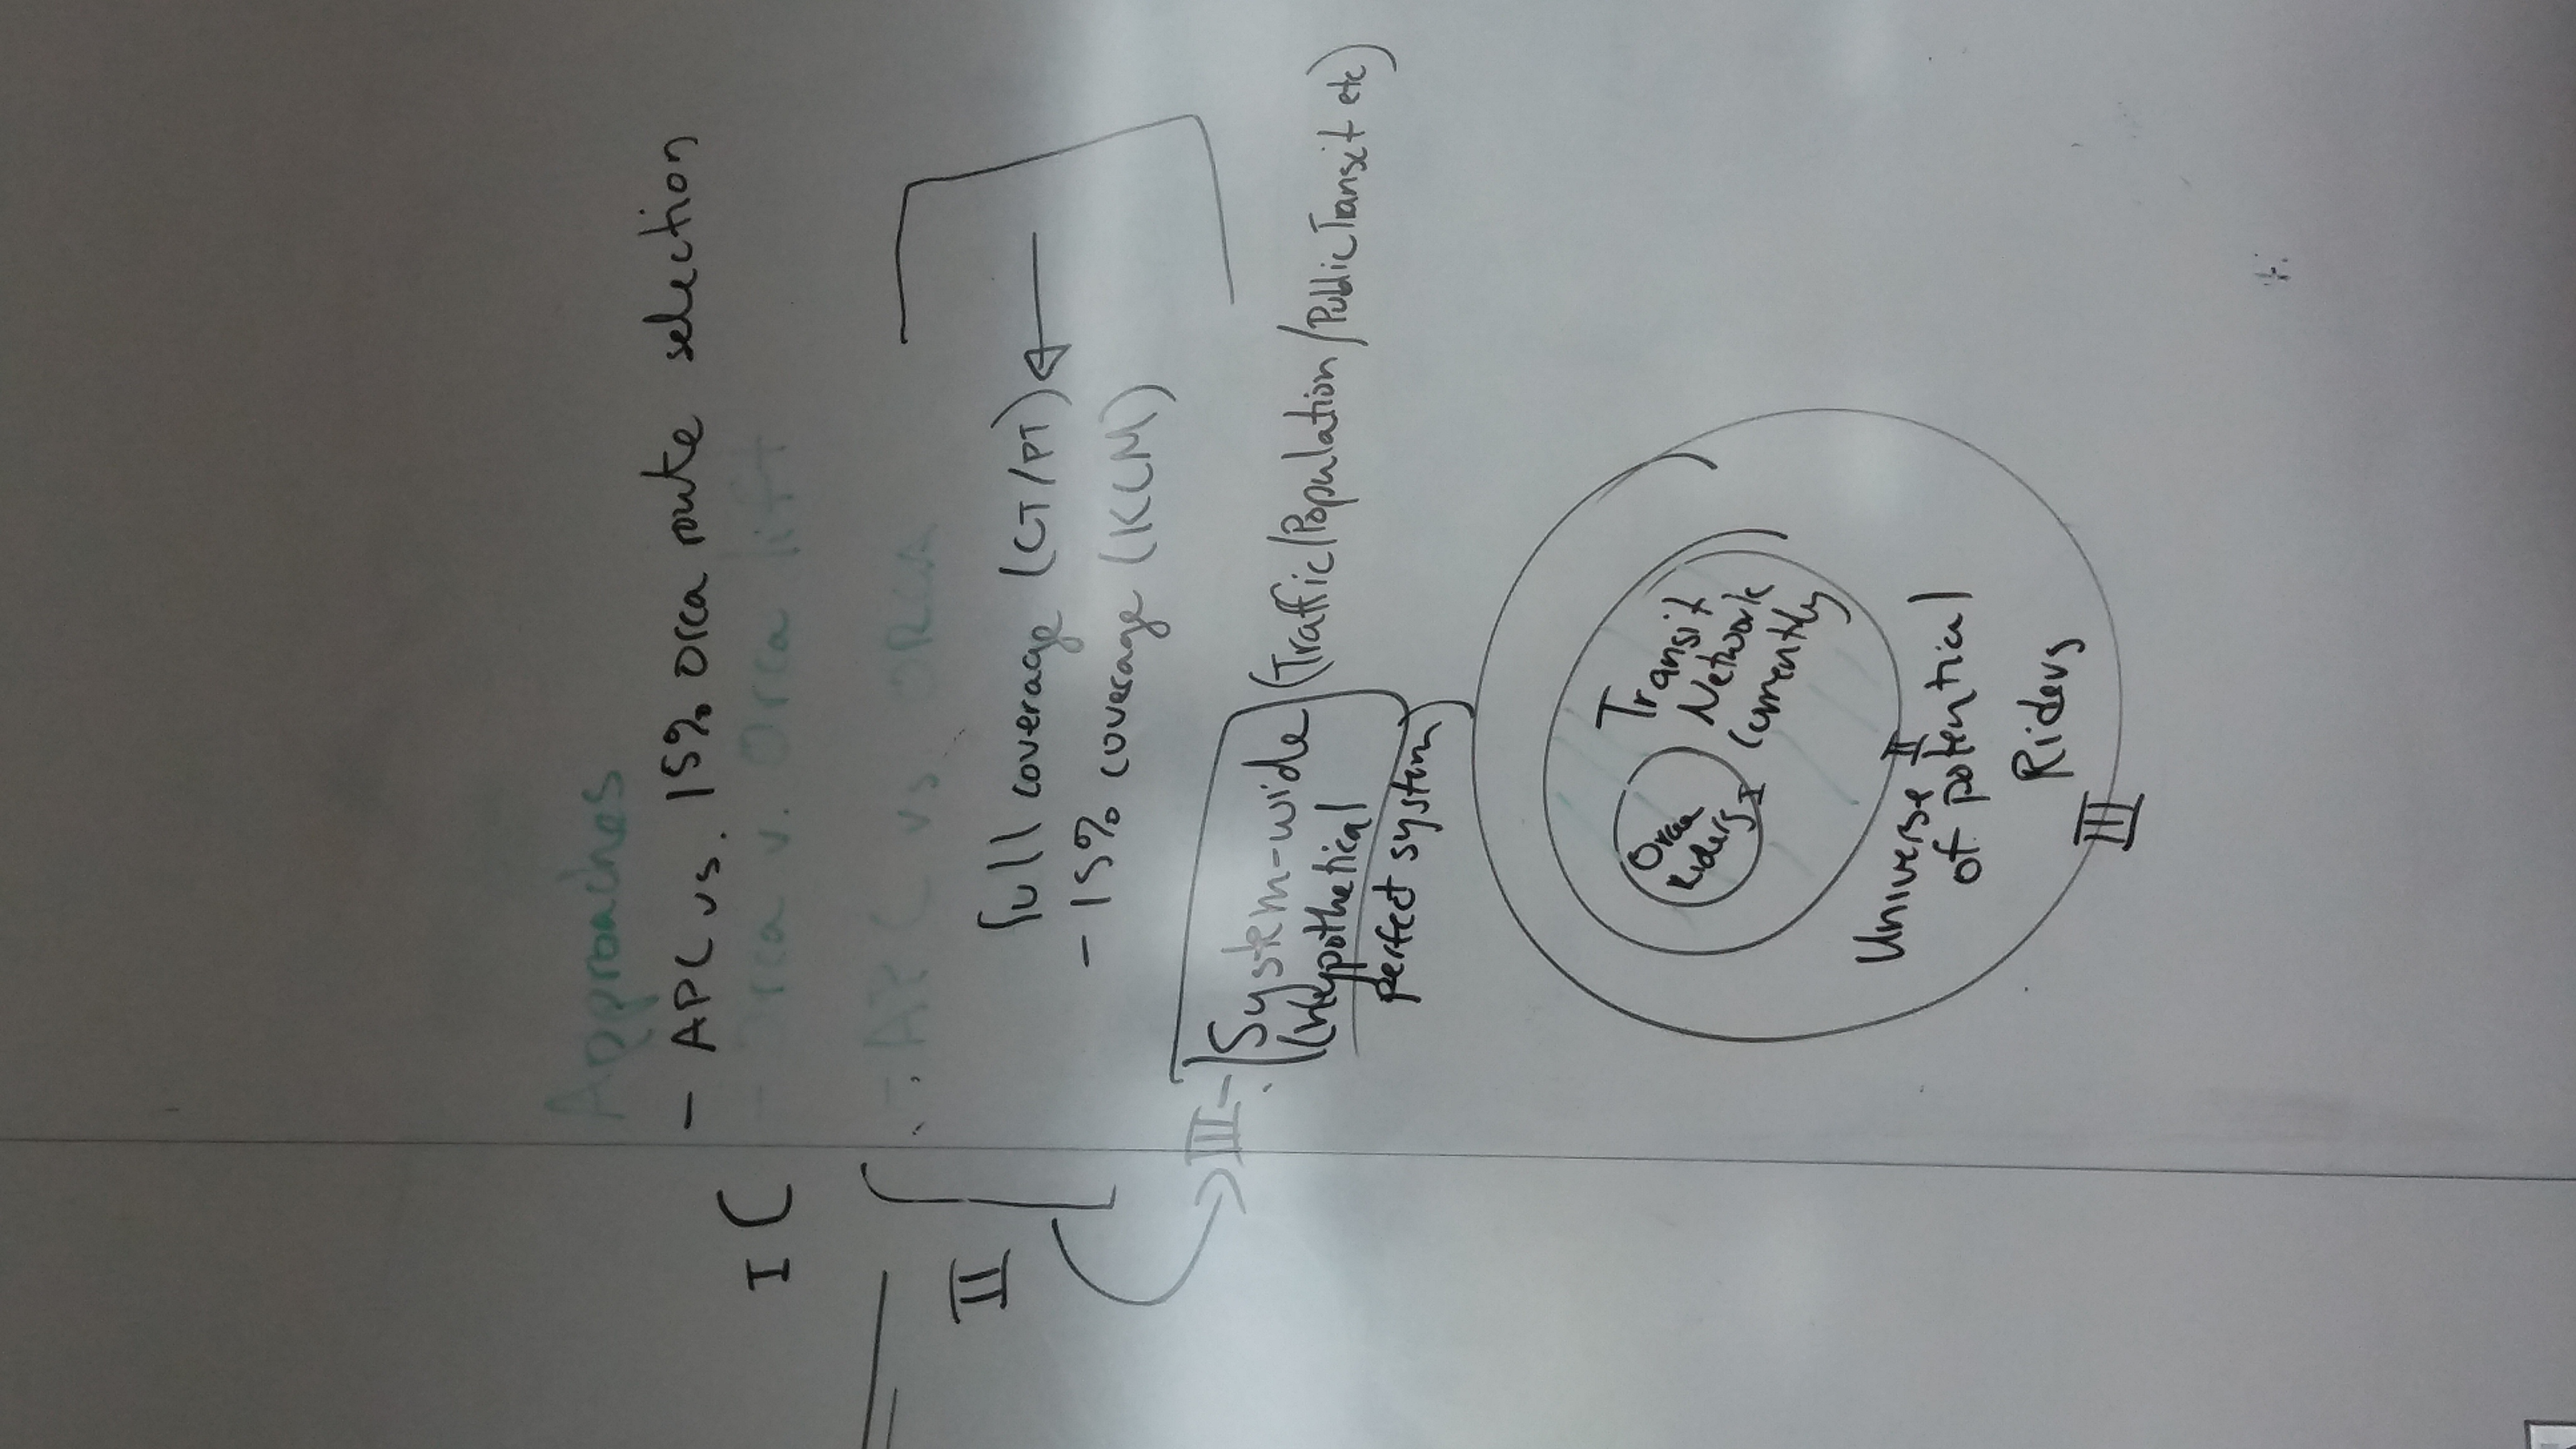 Approaches
- APC vs. 15% Orca route selection
I
- Orca v. Orca lift
- APC vs. ORCA
II
full coverage (CT/PT)
- 15% coverage (KCM)
III - System-wide (Traffic/Population/Public Transit etc)
(Hypothetical
perfect system)
Orca
Riders
I
Transit
Network
Currently
II
Universe
of potential
Riders
III